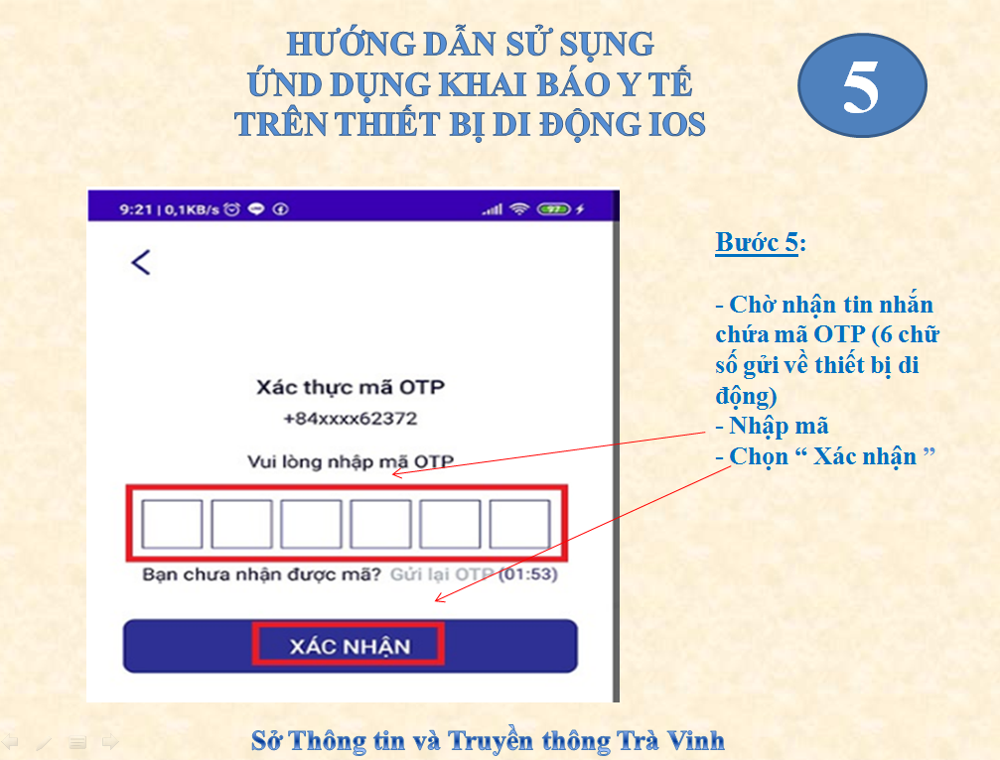 HƯỚNG DẪN SỬ SỤNG
ỨND DỤNG KHAI BÁO Y TẾ
TRÊN THIẾT BỊ DI ĐỘNG IOS
5
9:21 | 0,1KB/s
97
Bước 5:
- Chờ nhận tin nhắn
chứa mã OTP (6 chữ
số gửi về thiết bị di
động)
- Nhập mã
- Chọn “ Xác nhận ”
Xác thực mã OTP
+84xxxx62372
Vui lòng nhập mã OTP
Bạn chưa nhận được mã? Gửi lại OTP (01:53)
XÁC NHẬN
Sở Thông tin và Truyền thông Trà Vinh